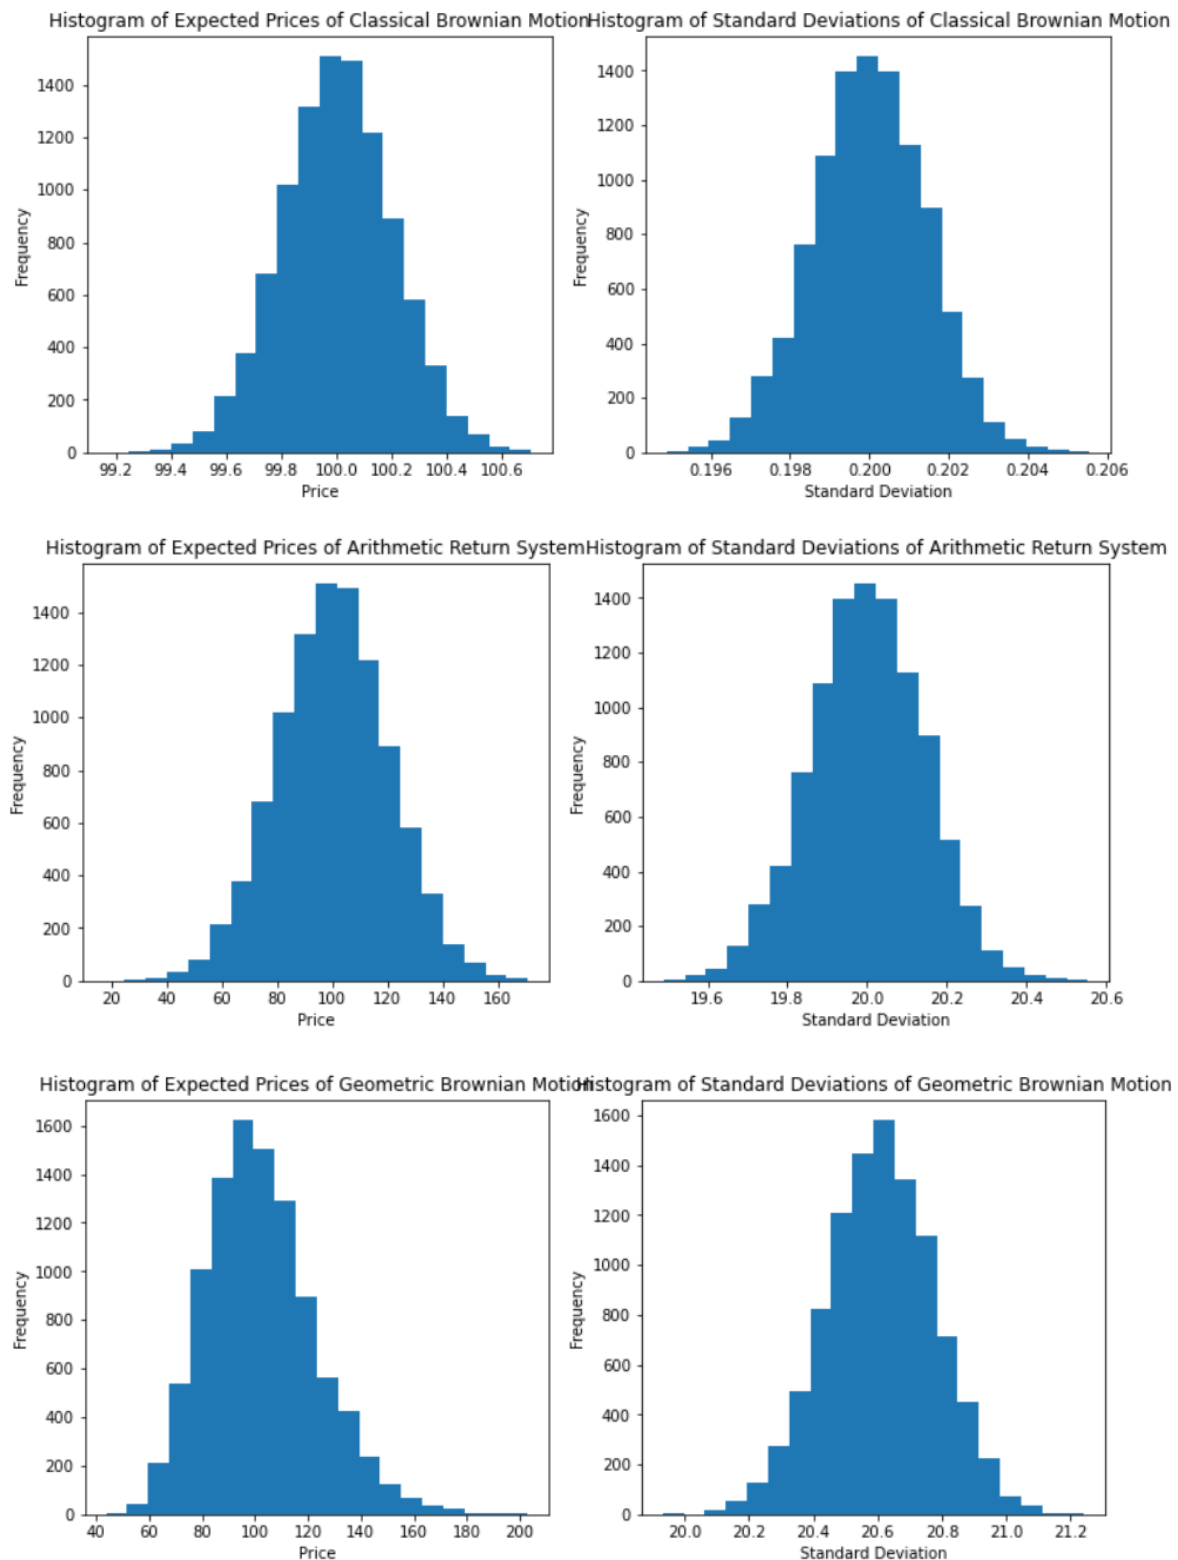 Histogram of Expected Prices of Classical Brownian Motion
1400
1200
1000
800
600
400
200
0
Frequency
99.2 99.4 99.6 99.8 100.0 100.2 100.4 100.6
Price
Histogram of Standard Deviations of Classical Brownian Motion
1400
1200
1000
800
600
400
200
0
Frequency
0.196 0.198 0.200 0.202 0.204 0.206
Standard Deviation
Histogram of Expected Prices of Arithmetic Return System
1400
1200
1000
800
600
400
200
0
Frequency
20 40 60 80 100 120 140 160
Price
Histogram of Standard Deviations of Arithmetic Return System
1400
1200
1000
800
600
400
200
0
Frequency
19.6 19.8 20.0 20.2 20.4 20.6
Standard Deviation
Histogram of Expected Prices of Geometric Brownian Motion
1600
1400
1200
1000
800
600
400
200
0
Frequency
40 60 80 100 120 140 160 180 200
Price
Histogram of Standard Deviations of Geometric Brownian Motion
1600
1400
1200
1000
800
600
400
200
0
Frequency
20.0 20.2 20.4 20.6 20.8 21.0 21.2
Standard Deviation